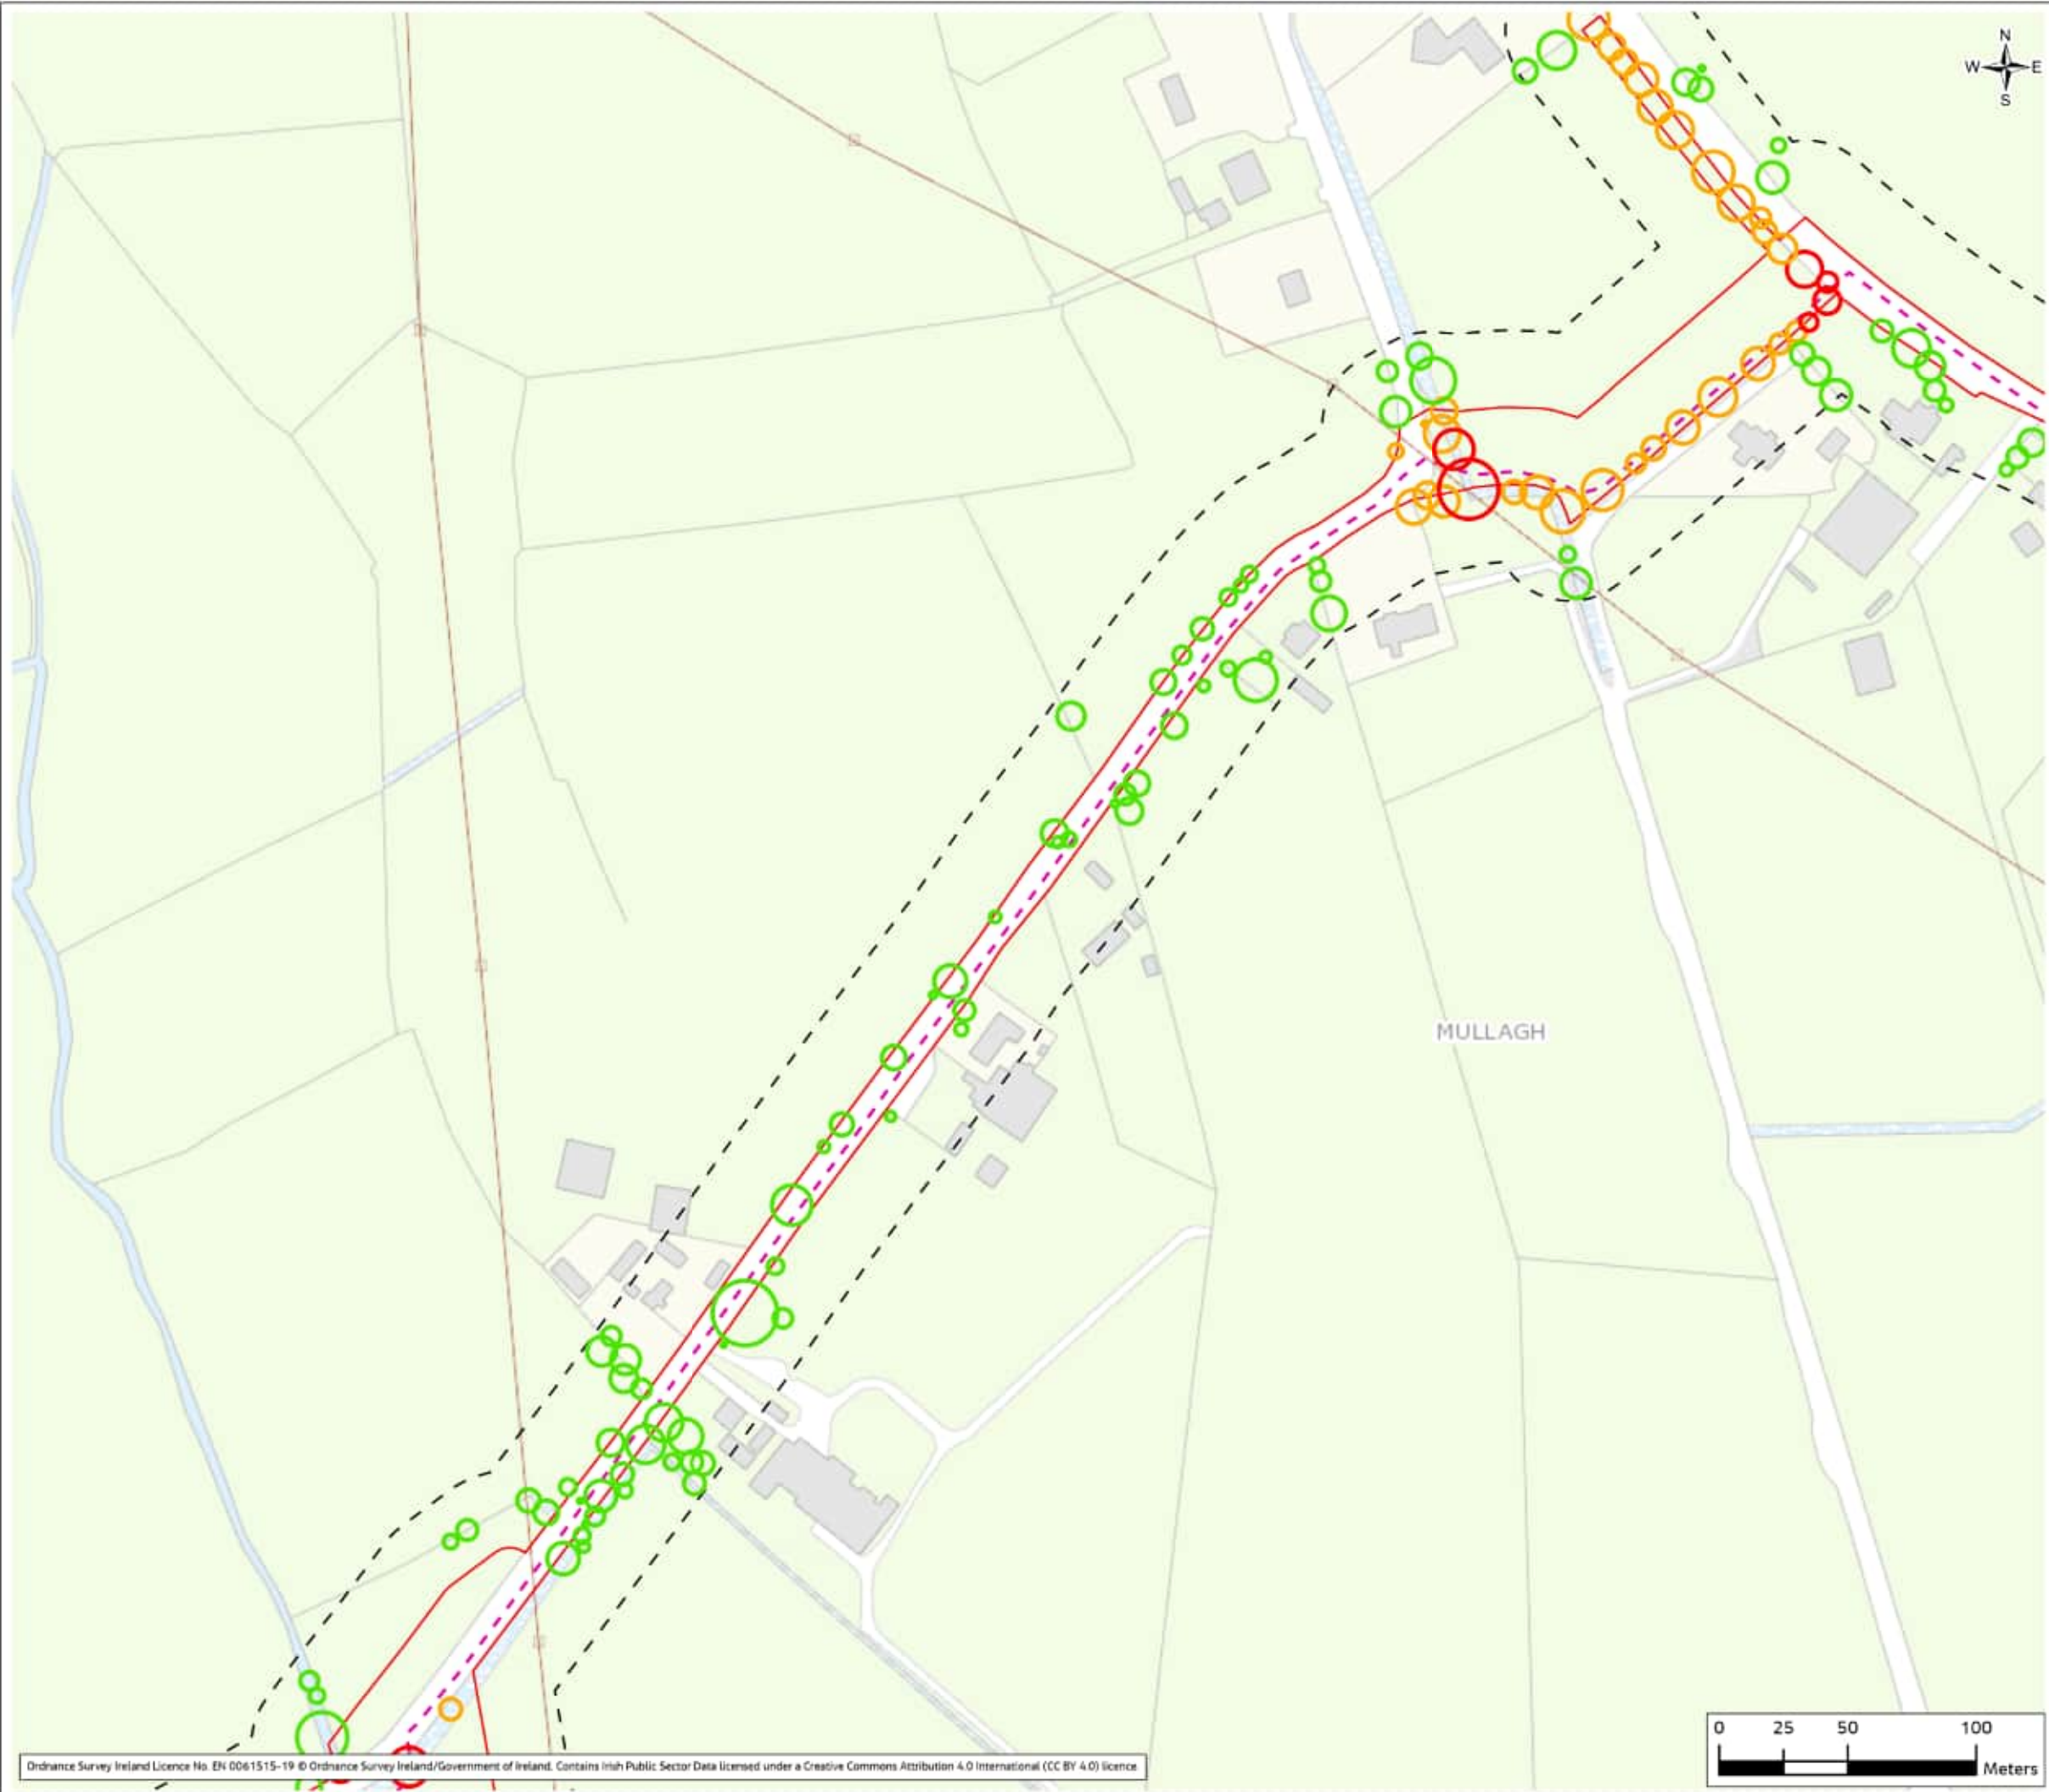 N
W E
S
MULLAGH
0 25 50 100
Meters
Ordnance Survey Ireland Licence No. EN 0061515-19 © Ordnance Survey Ireland/Government of Ireland. Contains Irish Public Sector Data licensed under a Creative Commons Attribution 4.0 International (CC BY 4.0) licence